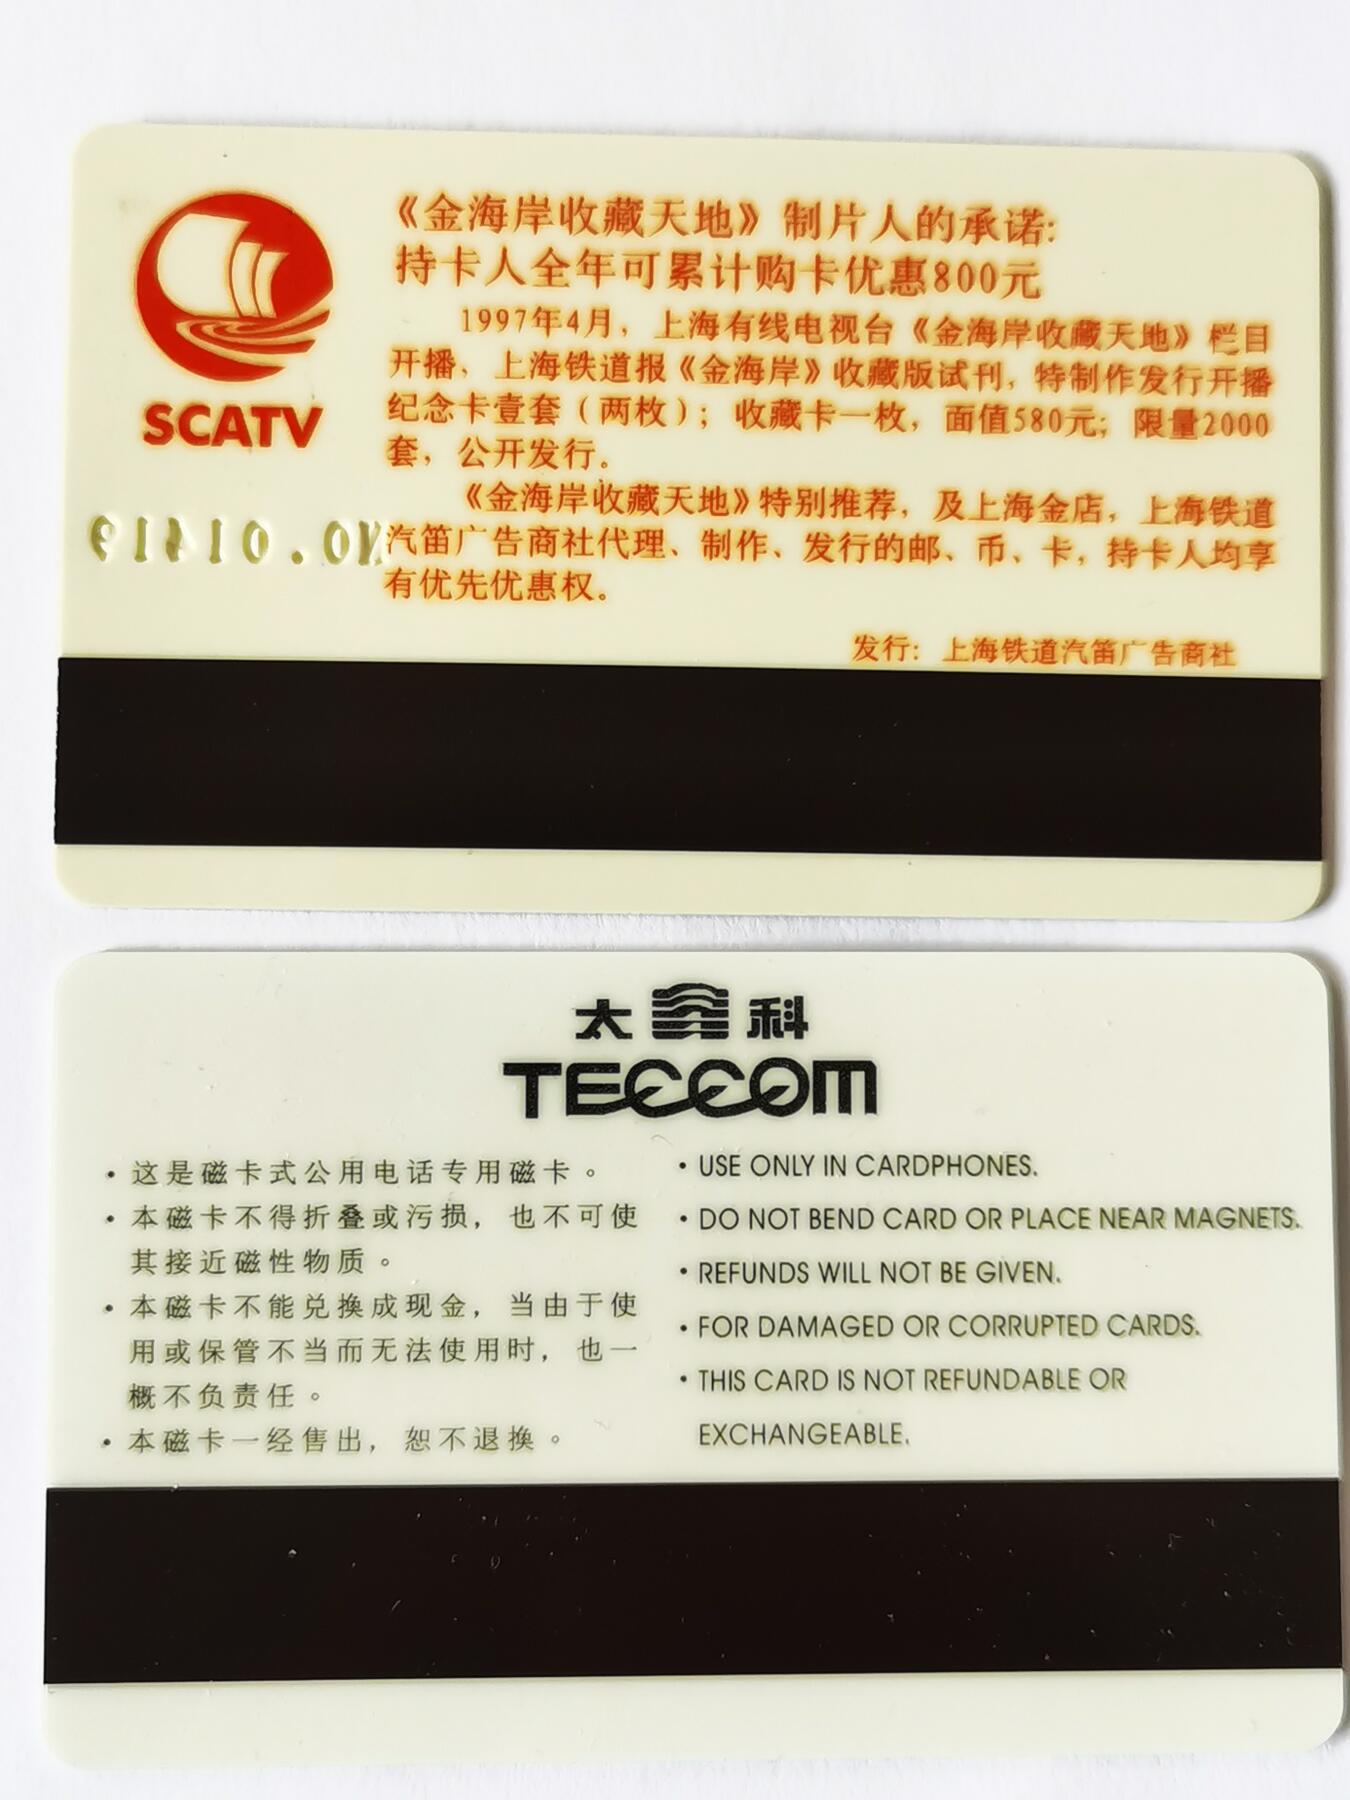 《金海岸收藏天地》制片人的承诺:
持卡人全年可累计购卡优惠800元
1997年4月，上海有线电视台《金海岸收藏天地》栏目
开播，上海铁道报《金海岸》收藏版试刊，特制作发行开播
纪念卡壹套（两枚）；收藏卡一枚，面值580元；限量2000
套，公开发行。
《金海岸收藏天地》特别推荐，及上海金店，上海铁道
汽笛广告商社代理、制作、发行的邮、币、卡，持卡人均享
有优先优惠权。
发行：上海铁道汽笛广告商社
SCATV
NO.01419
太 科
TECCOM
·这是磁卡式公用电话专用磁卡。
·本磁卡不得折叠或污损，也不可使
其接近磁性物质。
·本磁卡不能兑换成现金，当由于使
用或保管不当而无法使用时，也一
概不负责任。
·本磁卡一经售出，恕不退换。
·USE ONLY IN CARDPHONES.
·DO NOT BEND CARD OR PLACE NEAR MAGNETS.
·REFUNDS WILL NOT BE GIVEN.
·FOR DAMAGED OR CORRUPTED CARDS.
·THIS CARD IS NOT REFUNDABLE OR
EXCHANGEABLE.